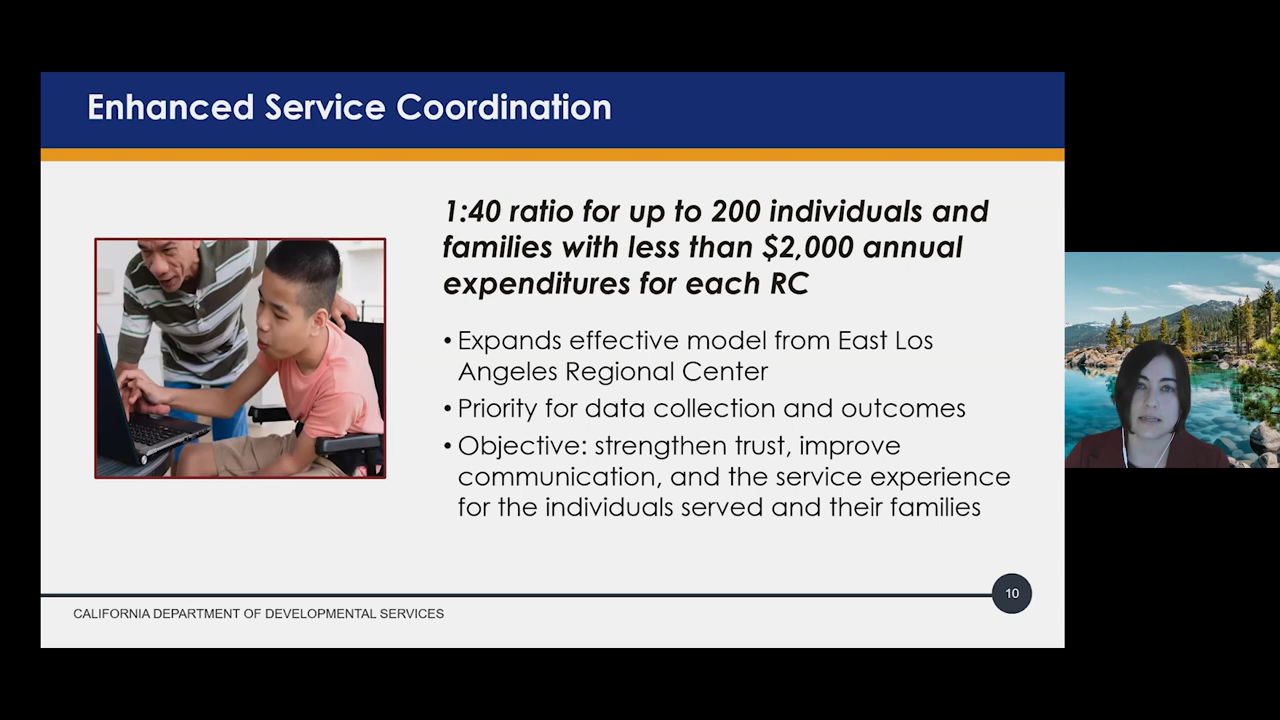 Enhanced Service Coordination
1:40 ratio for up to 200 individuals and
families with less than $2,000 annual
expenditures for each RC
• Expands effective model from East Los
Angeles Regional Center
• Priority for data collection and outcomes
• Objective: strengthen trust, improve
communication, and the service experience
for the individuals served and their families
10
CALIFORNIA DEPARTMENT OF DEVELOPMENTAL SERVICES